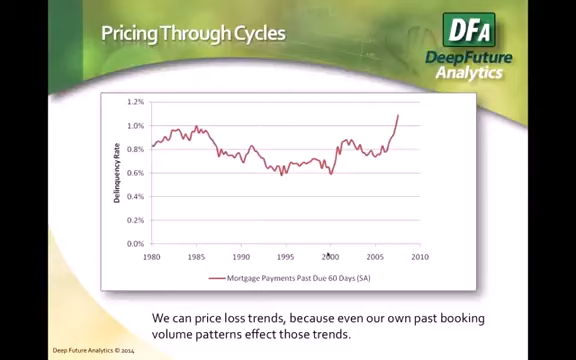 Pricing Through Cycles
DFA
DeepFuture
Analytics
1.2%
1.0%
0.8%
0.6%
0.4%
0.2%
0.0%
Delinquency Rate
1980 1985 1990 1995 2000 2005 2010
Mortgage Payments Past Due 60 Days (SA)
We can price loss trends, because even our own past booking
volume patterns effect those trends.
Deep Future Analytics © 2014